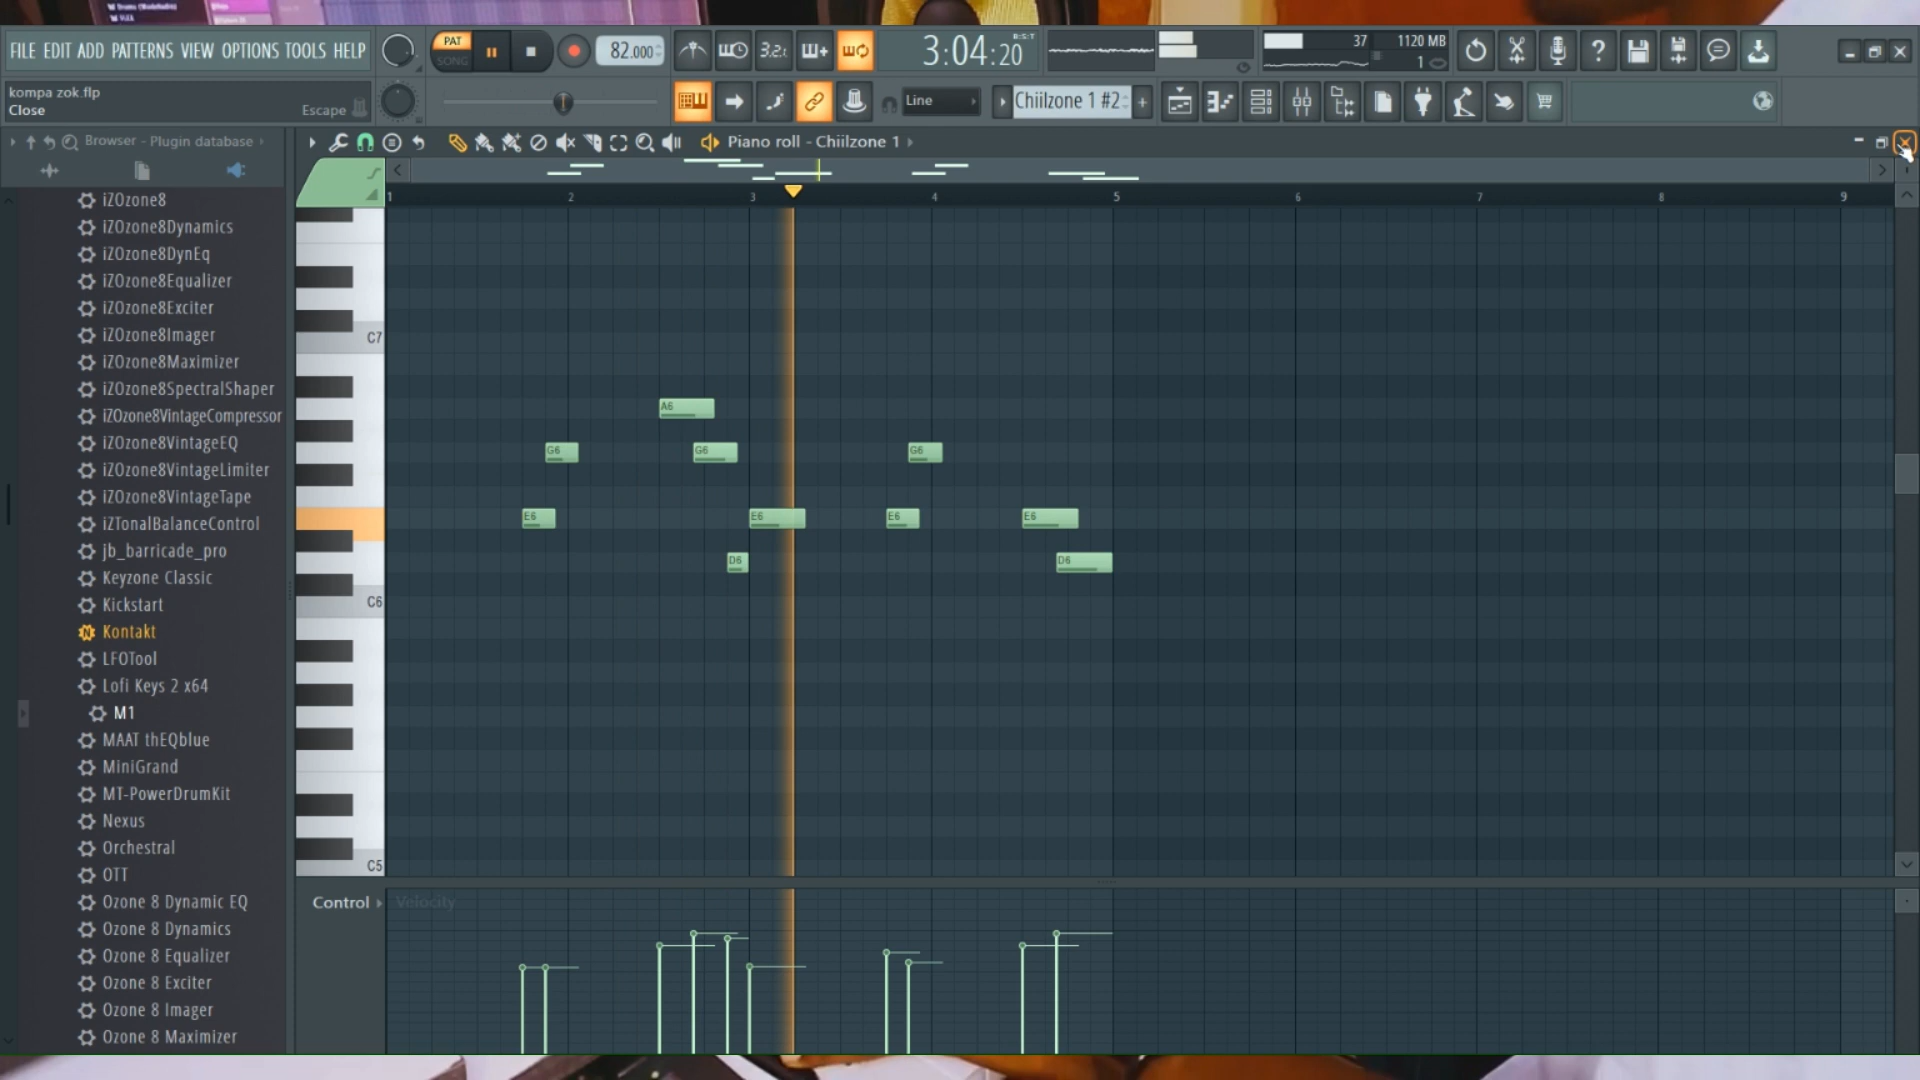 FILE EDIT ADD PATTERNS VIEW OPTIONS TOOLS HELP
PAT
SONG
82.000
3:04:20
B:S:T
37
1120 MB
1
kompa zok.flp
Close
Escape
Line
Chiilzone 1 #2
Browser - Plugin database
Piano roll - Chiilzone 1
1 2 3 4 5 6 7 8 9
iZOzone8
iZOzone8Dynamics
iZOzone8DynEq
iZOzone8Equalizer
iZOzone8Exciter
iZOzone8Imager
iZOzone8Maximizer
iZOzone8SpectralShaper
iZOzone8VintageCompressor
iZOzone8VintageEQ
iZOzone8VintageLimiter
iZOzone8VintageTape
iZTonalBalanceControl
jb_barricade_pro
Keyzone Classic
Kickstart
Kontakt
LFOTool
Lofi Keys 2 x64
M1
MAAT thEQblue
MiniGrand
MT-PowerDrumKit
Nexus
Orchestral
OTT
Ozone 8 Dynamic EQ
Ozone 8 Dynamics
Ozone 8 Equalizer
Ozone 8 Exciter
Ozone 8 Imager
Ozone 8 Maximizer
C7
A6
G6 G6 G6
E6 E6 E6 E6
D6 D6
C6
C5
Control
Velocity